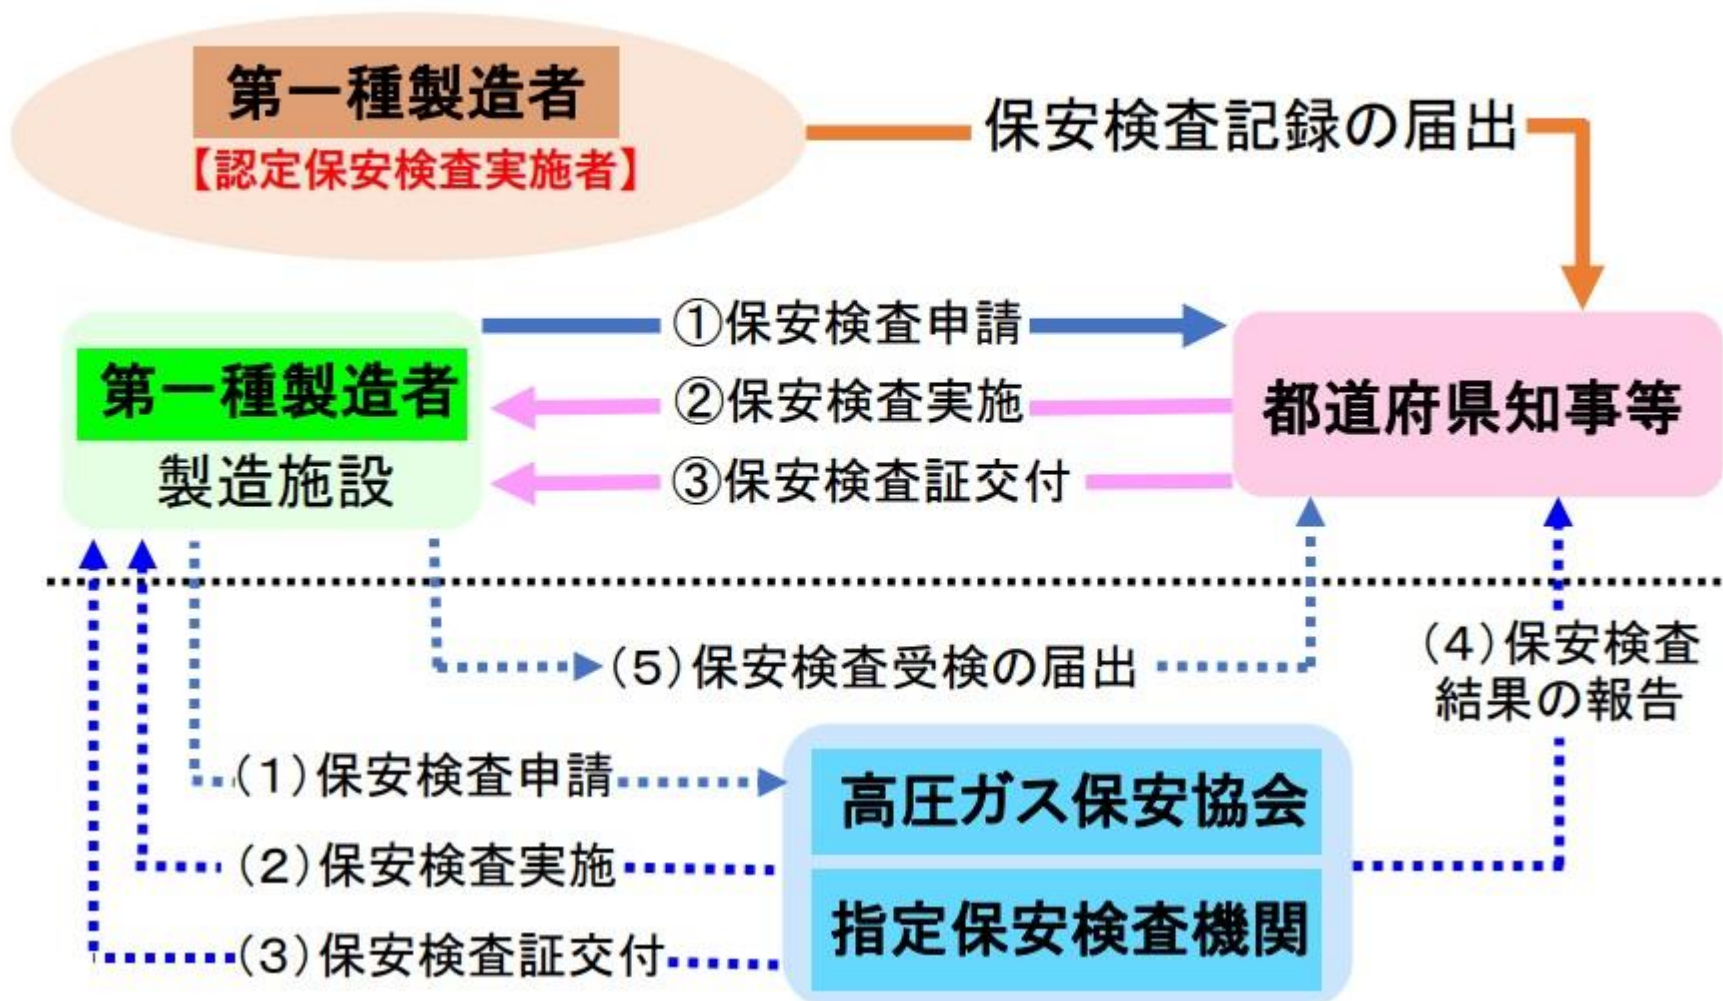 第一種製造者
【認定保安検査実施者】
保安検査記録の届出
①保安検査申請
第一種製造者
製造施設
②保安検査実施
③保安検査証交付
都道府県知事等
(5)保安検査受検の届出
(4)保安検査
結果の報告
(1)保安検査申請
(2)保安検査実施
(3)保安検査証交付
高圧ガス保安協会
指定保安検査機関